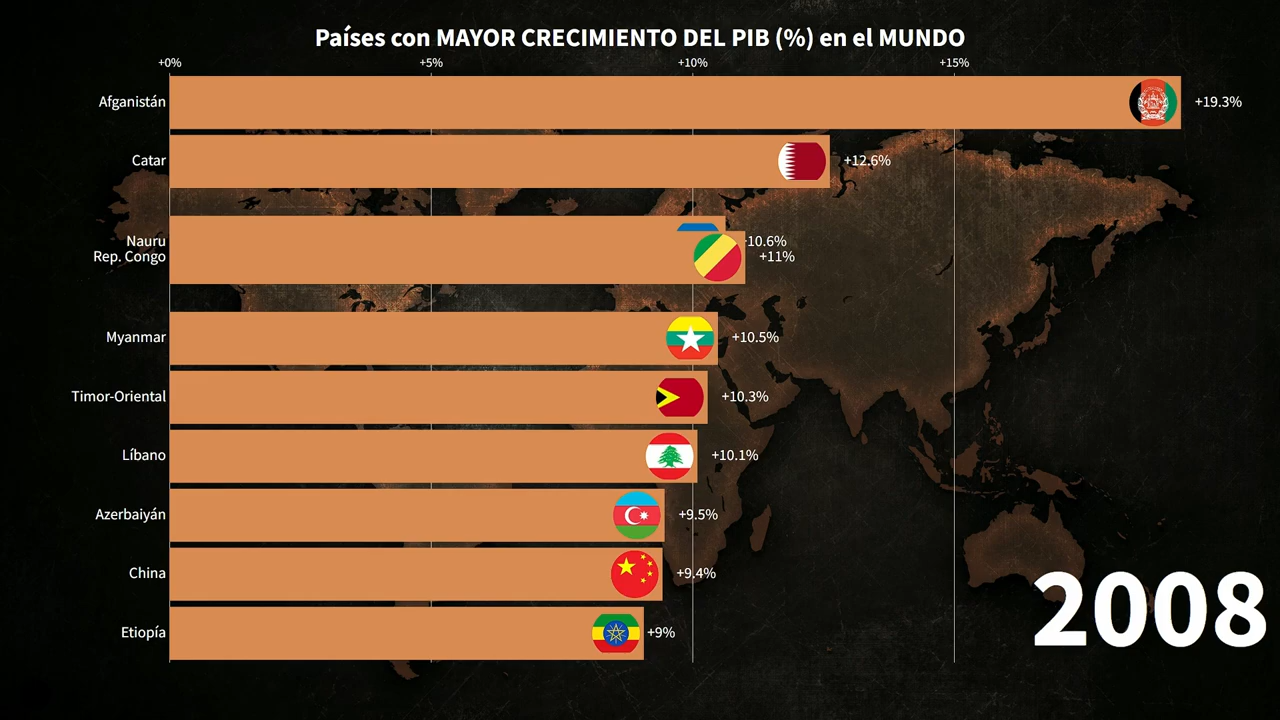 Países con MAYOR CRECIMIENTO DEL PIB (%) en el MUNDO
+0% +5% +10% +15%
Afganistán +19.3%
Catar +12.6%
Nauru 10.6%
Rep. Congo +11%
Myanmar +10.5%
Timor-Oriental +10.3%
Líbano +10.1%
Azerbaiyán +9.5%
China +9.4%
Etiopía +9%
2008